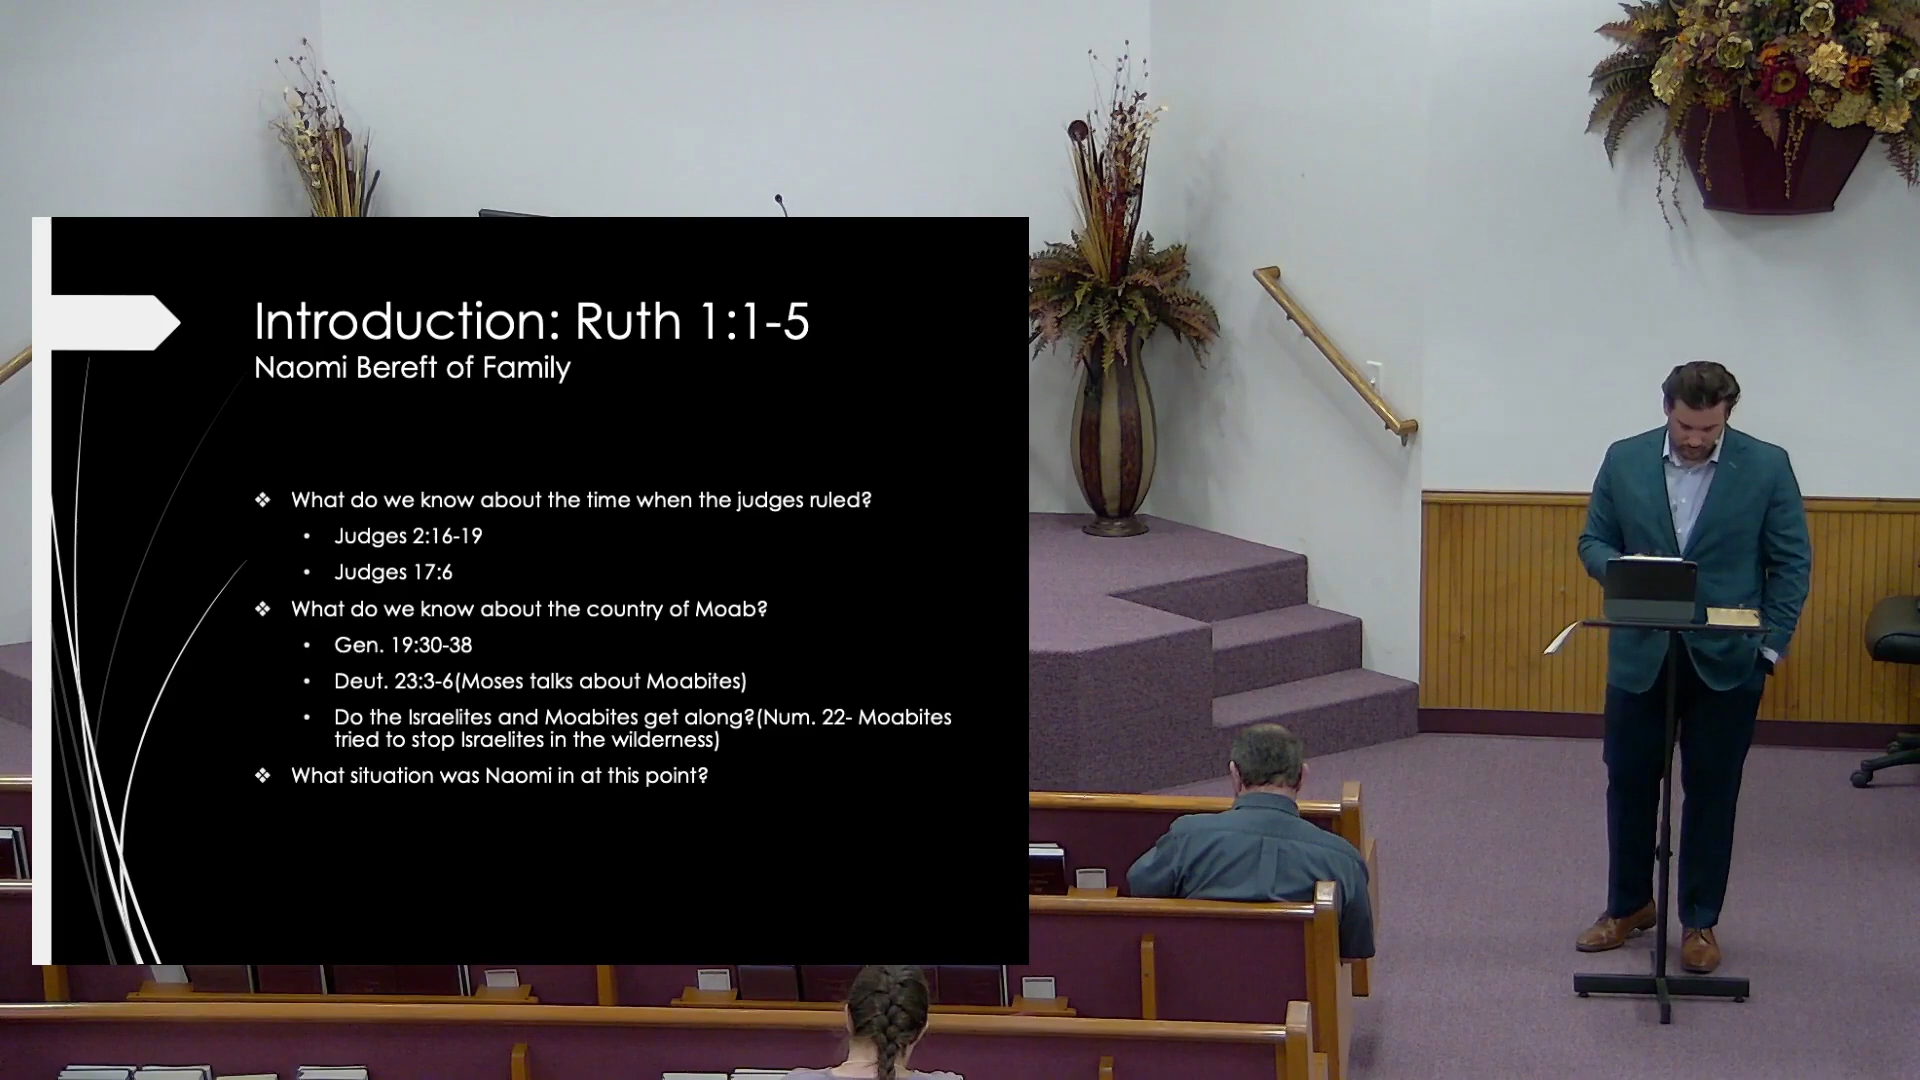 Introduction: Ruth 1:1-5
Naomi Bereft of Family
❖ What do we know about the time when the judges ruled?
• Judges 2:16-19
• Judges 17:6
❖ What do we know about the country of Moab?
• Gen. 19:30-38
• Deut. 23:3-6(Moses talks about Moabites)
• Do the Israelites and Moabites get along?(Num. 22- Moabites
tried to stop Israelites in the wilderness)
❖ What situation was Naomi in at this point?